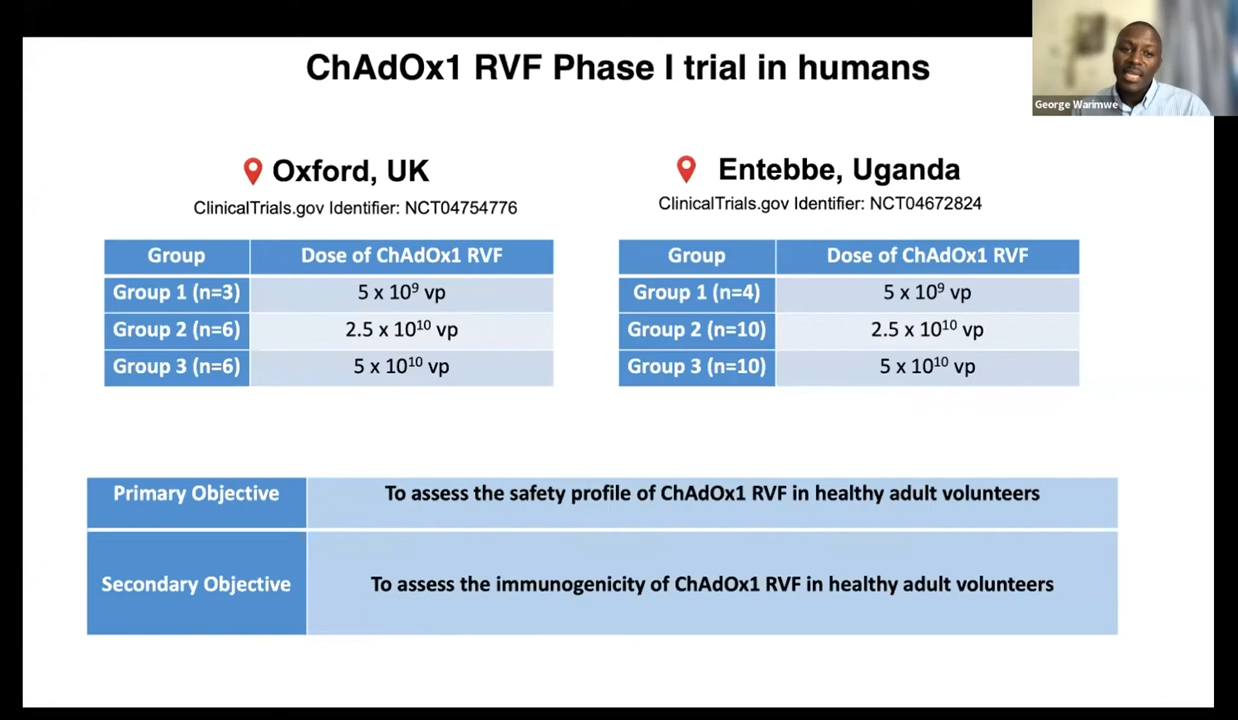 ChAdOx1 RVF Phase I trial in humans
George Warimwe
Oxford, UK
ClinicalTrials.gov Identifier: NCT04754776
Group Dose of ChAdOx1 RVF
Group 1 (n=3) 5 x 10⁹ vp
Group 2 (n=6) 2.5 x 10¹⁰ vp
Group 3 (n=6) 5 x 10¹⁰ vp
Entebbe, Uganda
ClinicalTrials.gov Identifier: NCT04672824
Group Dose of ChAdOx1 RVF
Group 1 (n=4) 5 x 10⁹ vp
Group 2 (n=10) 2.5 x 10¹⁰ vp
Group 3 (n=10) 5 x 10¹⁰ vp
Primary Objective To assess the safety profile of ChAdOx1 RVF in healthy adult volunteers
Secondary Objective To assess the immunogenicity of ChAdOx1 RVF in healthy adult volunteers